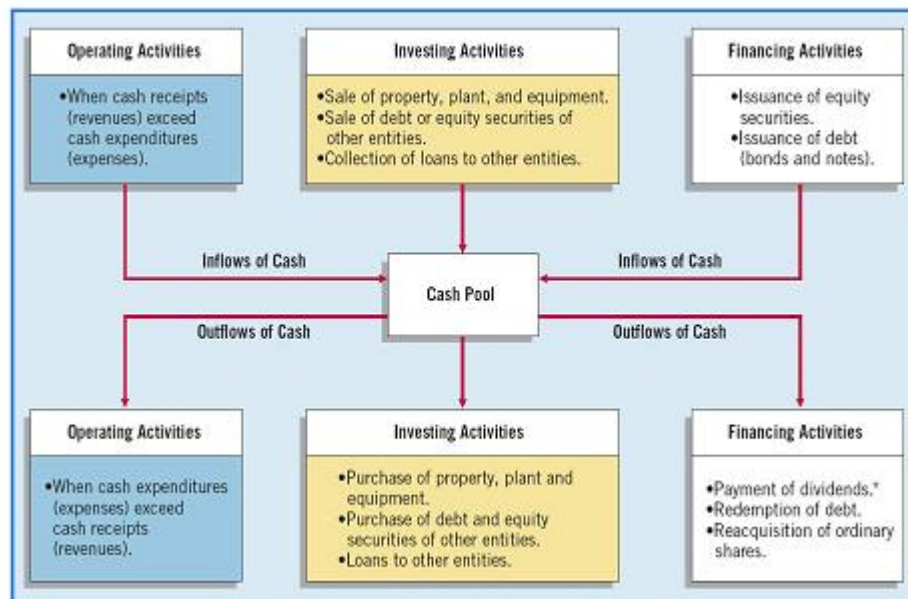 Operating Activities
•When cash receipts
(revenues) exceed
cash expenditures
(expenses).
Investing Activities
•Sale of property, plant, and equipment.
•Sale of debt or equity securities of
other entities.
•Collection of loans to other entities.
Financing Activities
•Issuance of equity
securities.
•Issuance of debt
(bonds and notes).
Inflows of Cash
Inflows of Cash
Cash Pool
Outflows of Cash
Outflows of Cash
Operating Activities
•When cash expenditures
(expenses) exceed
cash receipts
(revenues).
Investing Activities
•Purchase of property, plant and
equipment.
•Purchase of debt and equity
securities of other entities.
•Loans to other entities.
Financing Activities
•Payment of dividends.*
•Redemption of debt.
•Reacquisition of ordinary
shares.